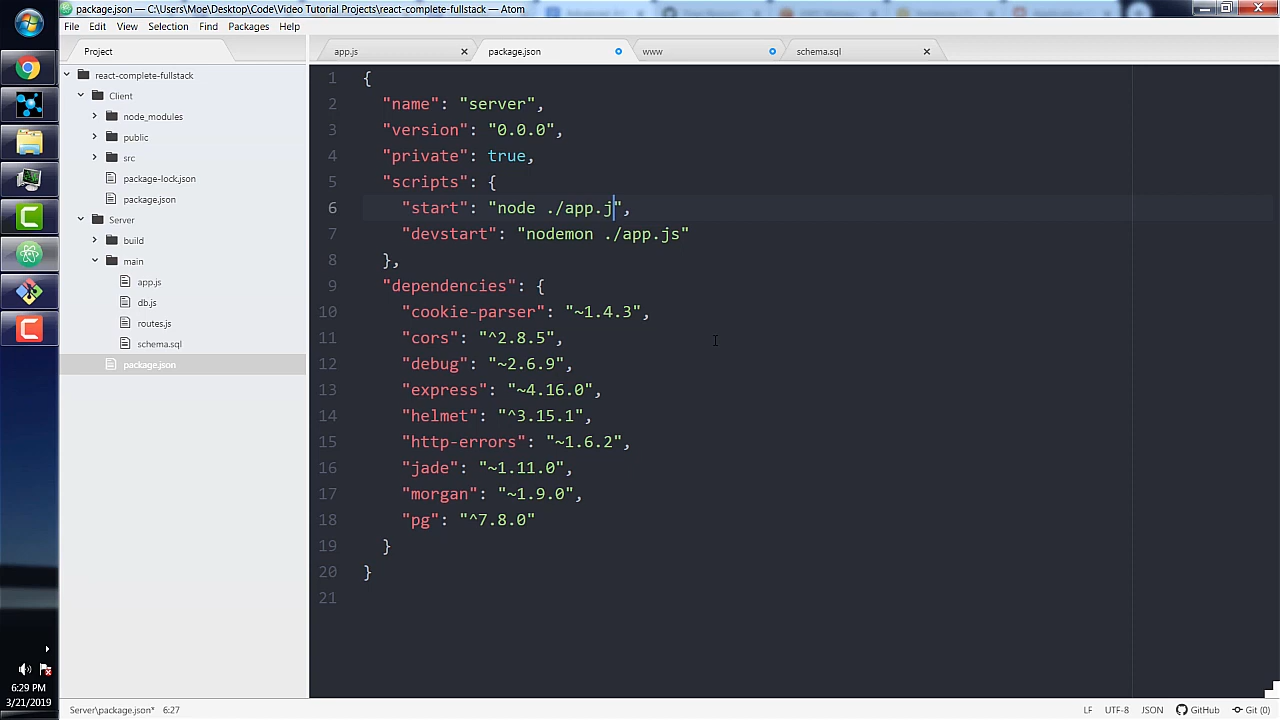 package.json — C:\Users\Moe\Desktop\Code\Video Tutorial Projects\react-complete-fullstack — Atom
File Edit View Selection Find Packages Help
Project
app.js
package.json
www
schema.sql
react-complete-fullstack
Client
node_modules
public
src
package-lock.json
package.json
Server
build
main
app.js
db.js
routes.js
schema.sql
package.json
1 {
2 "name": "server",
3 "version": "0.0.0",
4 "private": true,
5 "scripts": {
6 "start": "node ./app.j",
7 "devstart": "nodemon ./app.js"
8 },
9 "dependencies": {
10 "cookie-parser": "~1.4.3",
11 "cors": "^2.8.5",
12 "debug": "~2.6.9",
13 "express": "~4.16.0",
14 "helmet": "^3.15.1",
15 "http-errors": "~1.6.2",
16 "jade": "~1.11.0",
17 "morgan": "~1.9.0",
18 "pg": "^7.8.0"
19 }
20 }
21
6:29 PM
3/21/2019
Server\package.json* 6:27
LF UTF-8 JSON GitHub Git (0)